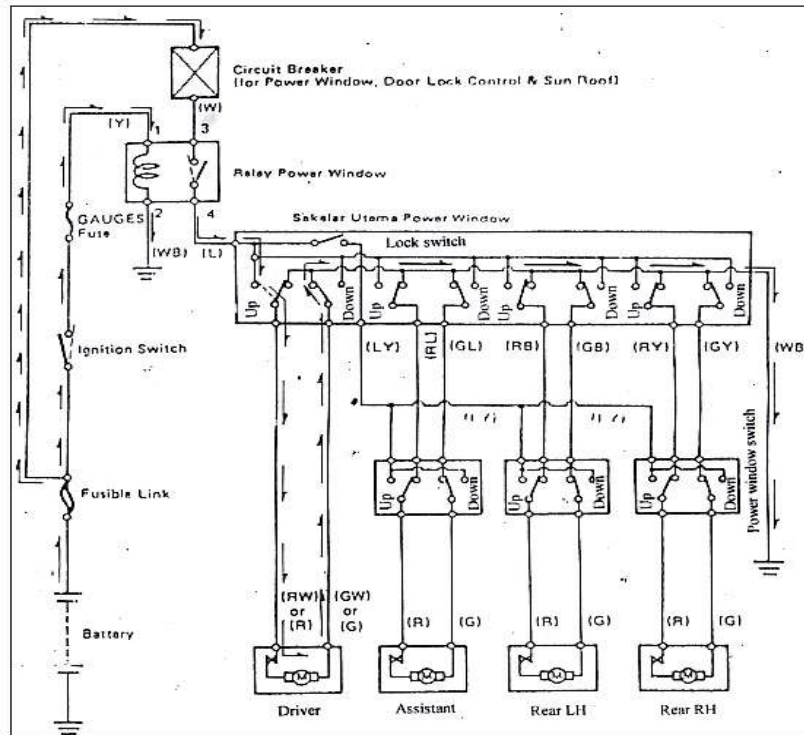 Circuit Breaker
(for Power Window, Door Lock Control & Sun Roof)
(W)
(Y)
1
3
Relay Power Window
2
4
GAUGES
Fuse
(WB)
(L)
Sakelar Utama Power Window
Lock switch
Up
Down
Up
Down
Up
Down
Up
Down
(LY)
(RL)
(GL)
(RB)
(GB)
(RY)
(GY)
(WB
Ignition Switch
Power window switch
Up
Down
Up
Down
Up
Down
Fusible Link
(RW)
or
(R)
(GW)
or
(G)
(R)
(G)
(R)
(G)
(R)
(G)
Battery
M
M
M
M
Driver
Assistant
Rear LH
Rear RH